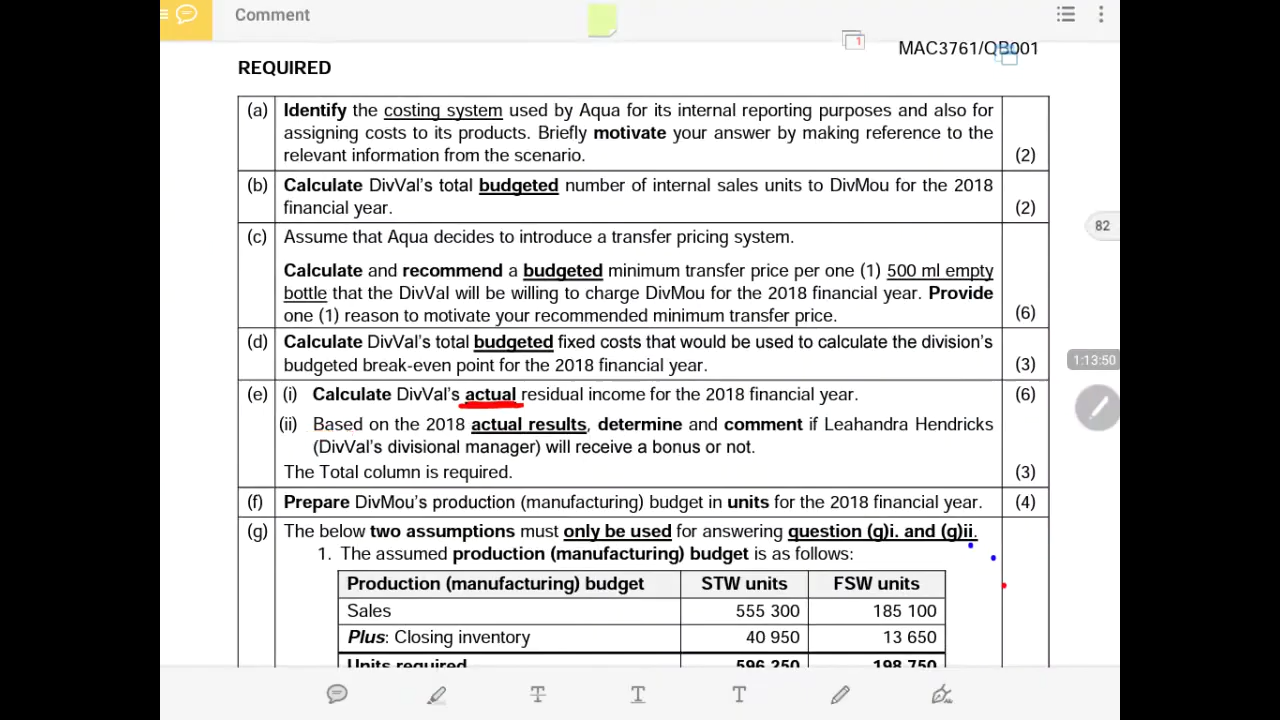 Comment
1
MAC3761/QB001
REQUIRED
(a) Identify the costing system used by Aqua for its internal reporting purposes and also for
assigning costs to its products. Briefly motivate your answer by making reference to the
relevant information from the scenario. (2)
(b) Calculate DivVal's total budgeted number of internal sales units to DivMou for the 2018
financial year. (2)
(c) Assume that Aqua decides to introduce a transfer pricing system.
Calculate and recommend a budgeted minimum transfer price per one (1) 500 ml empty
bottle that the DivVal will be willing to charge DivMou for the 2018 financial year. Provide
one (1) reason to motivate your recommended minimum transfer price. (6)
(d) Calculate DivVal's total budgeted fixed costs that would be used to calculate the division's
budgeted break-even point for the 2018 financial year. (3)
(e) (i) Calculate DivVal's actual residual income for the 2018 financial year. (6)
(ii) Based on the 2018 actual results, determine and comment if Leahandra Hendricks
(DivVal's divisional manager) will receive a bonus or not.
The Total column is required. (3)
(f) Prepare DivMou's production (manufacturing) budget in units for the 2018 financial year. (4)
(g) The below two assumptions must only be used for answering question (g)i. and (g)ii.
1. The assumed production (manufacturing) budget is as follows:
Production (manufacturing) budget STW units FSW units
Sales 555 300 185 100
Plus: Closing inventory 40 950 13 650
Units required 596 250 198 750
82
1:13:50